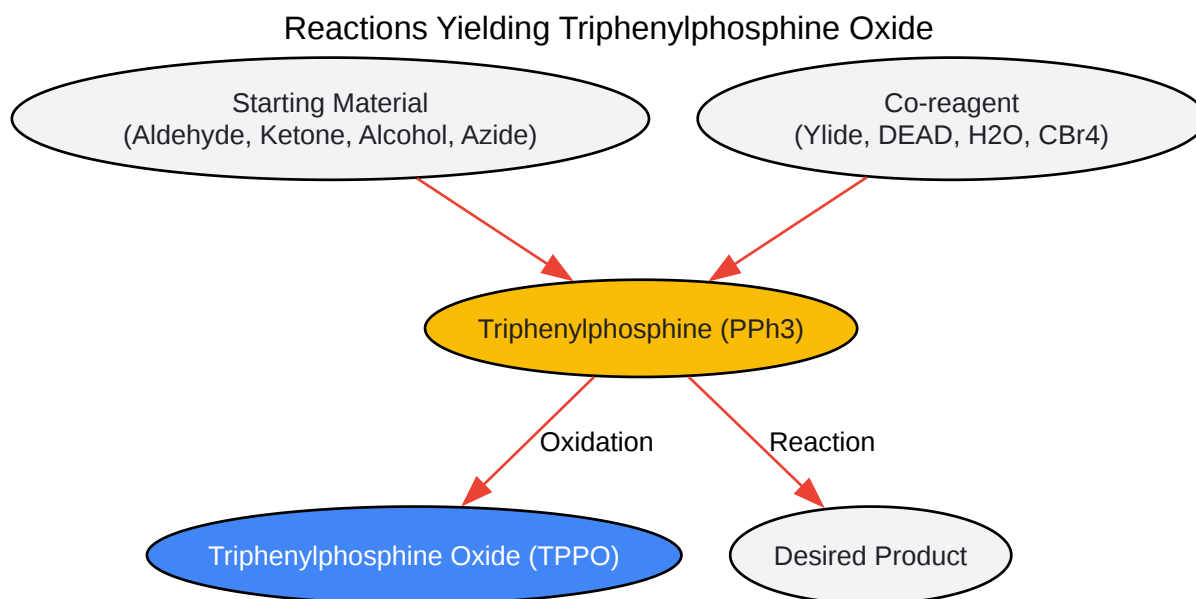 Reactions Yielding Triphenylphosphine Oxide
Starting Material
(Aldehyde, Ketone, Alcohol, Azide)
Co-reagent
(Ylide, DEAD, H2O, CBr4)
Triphenylphosphine (PPh3)
Oxidation
Reaction
Triphenylphosphine Oxide (TPPO)
Desired Product